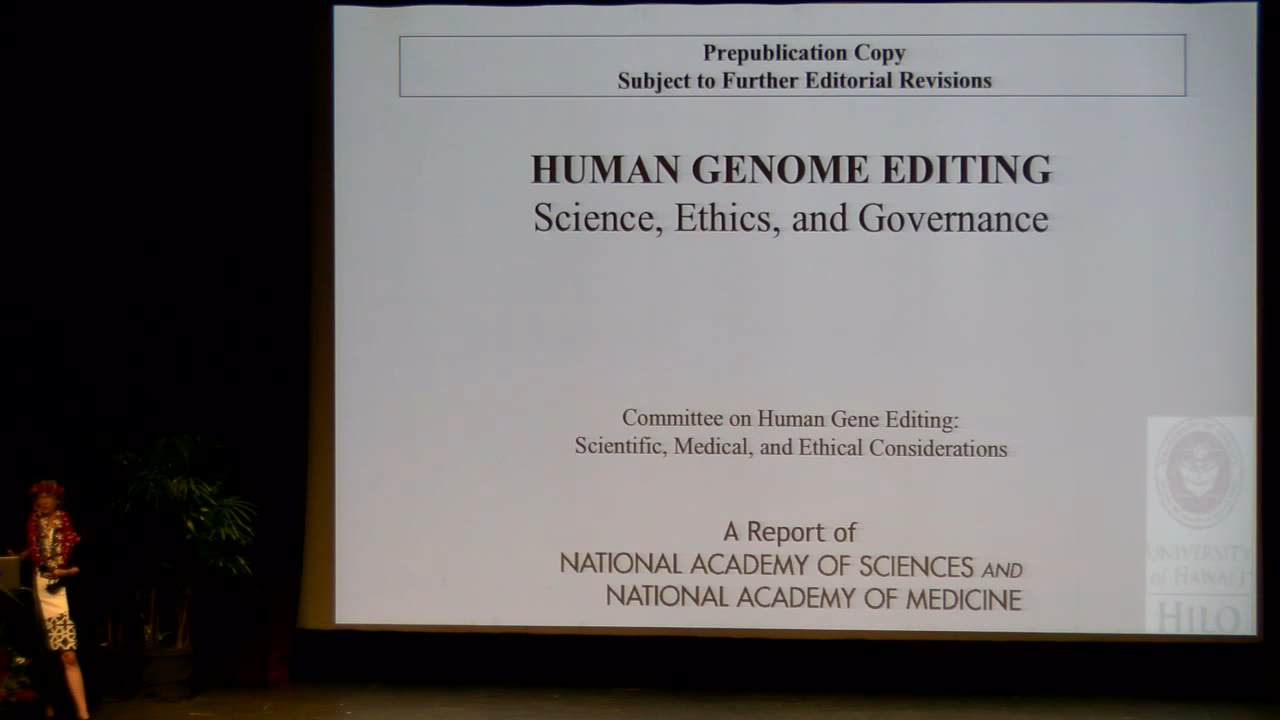 Prepublication Copy
Subject to Further Editorial Revisions
HUMAN GENOME EDITING
Science, Ethics, and Governance
Committee on Human Gene Editing:
Scientific, Medical, and Ethical Considerations
A Report of
NATIONAL ACADEMY OF SCIENCES AND
NATIONAL ACADEMY OF MEDICINE
UNIVERSITY
of HAWAI‘I
HILO